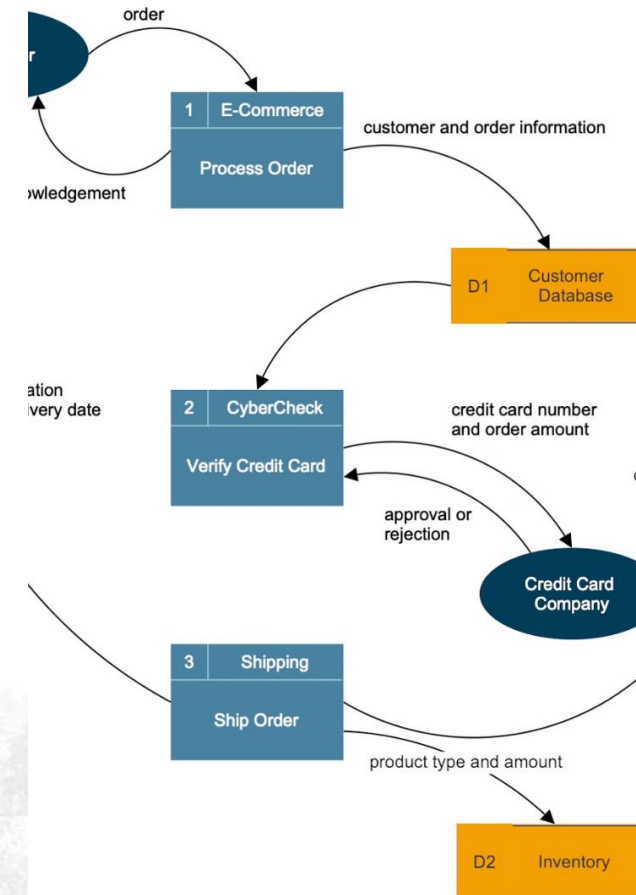 order
r
1 E-Commerce
Process Order
customer and order information
owledgement
D1 Customer
Database
ation
ivery date
2 CyberCheck
Verify Credit Card
credit card number
and order amount
approval or
rejection
Credit Card
Company
3 Shipping
Ship Order
product type and amount
D2 Inventory